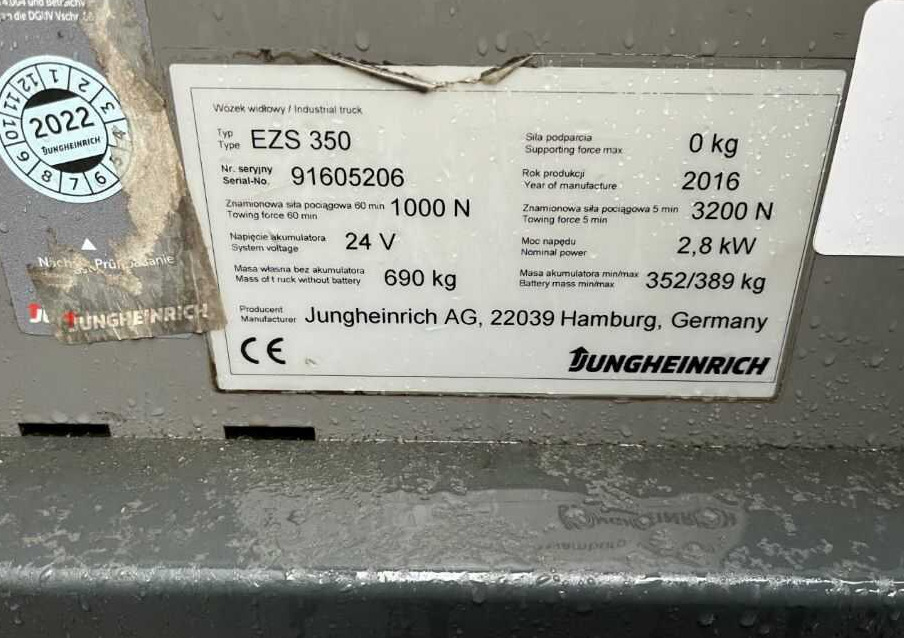 an die DGUV Vschr.
12 1 2 3 4 5 6 7 8 9 10 11
2022
JUNGHEINRICH
JUNGHEINRICH
Wózek widłowy / Industrial truck
Typ
Type EZS 350
Siła podparcia
Supporting force max 0 kg
Nr. seryjny
Serial-No. 91605206
Rok produkcji
Year of manufacture 2016
Znamionowa siła pociągowa 60 min
Towing force 60 min 1000 N
Znamionowa siła pociągowa 5 min
Towing force 5 min 3200 N
Napięcie akumulatora
System voltage 24 V
Moc napędu
Nominal power 2,8 kW
Masa własna bez akumulatora
Mass of t ruck without battery 690 kg
Masa akumulatora min/max
Battery mass min/max 352/389 kg
Producent
Manufacturer Jungheinrich AG, 22039 Hamburg, Germany
CE
JUNGHEINRICH